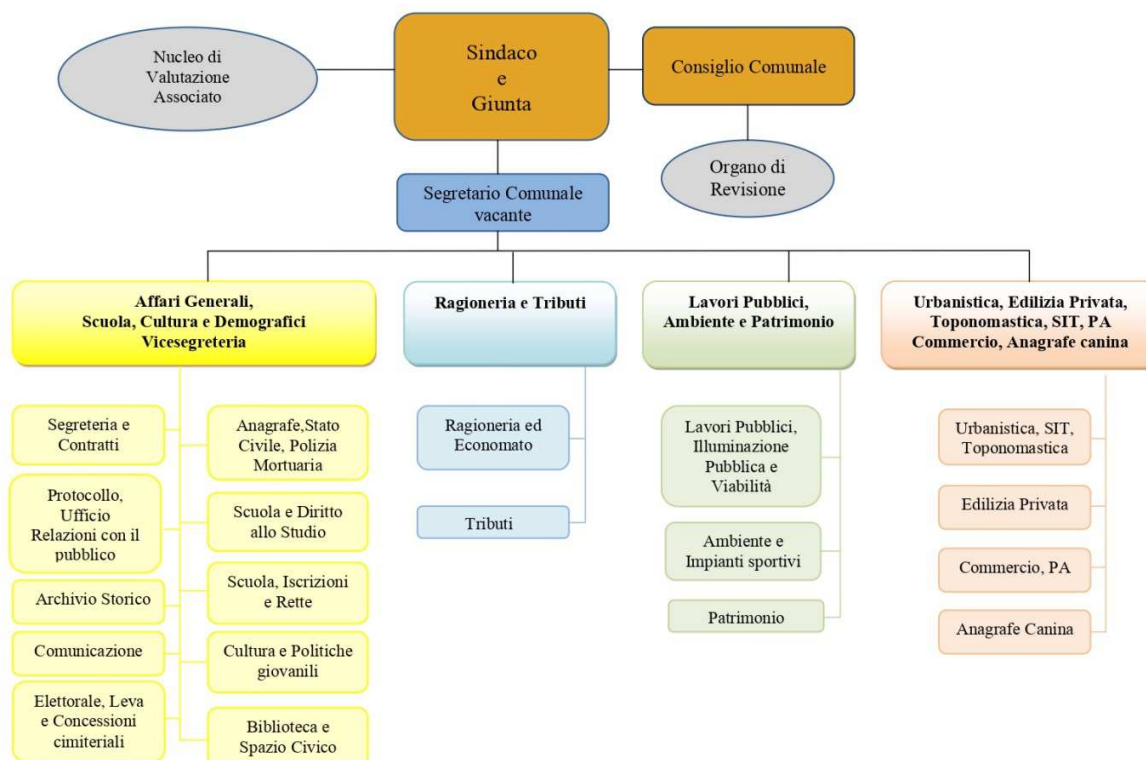 Nucleo di
Valutazione
Associato
Sindaco
e
Giunta
Consiglio Comunale
Organo di
Revisione
Segretario Comunale
vacante
Affari Generali,
Scuola, Cultura e Demografici
Vicesegreteria
Ragioneria e Tributi
Lavori Pubblici,
Ambiente e Patrimonio
Urbanistica, Edilizia Privata,
Toponomastica, SIT, PA
Commercio, Anagrafe canina
Segreteria e
Contratti
Protocollo,
Ufficio
Relazioni con il
pubblico
Archivio Storico
Comunicazione
Elettorale, Leva
e Concessioni
cimiteriali
Anagrafe,Stato
Civile, Polizia
Mortuaria
Scuola e Diritto
allo Studio
Scuola, Iscrizioni
e Rette
Cultura e Politiche
giovanili
Biblioteca e
Spazio Civico
Ragioneria ed
Economato
Tributi
Lavori Pubblici,
Illuminazione
Pubblica e
Viabilità
Ambiente e
Impianti sportivi
Patrimonio
Urbanistica, SIT,
Toponomastica
Edilizia Privata
Commercio, PA
Anagrafe Canina